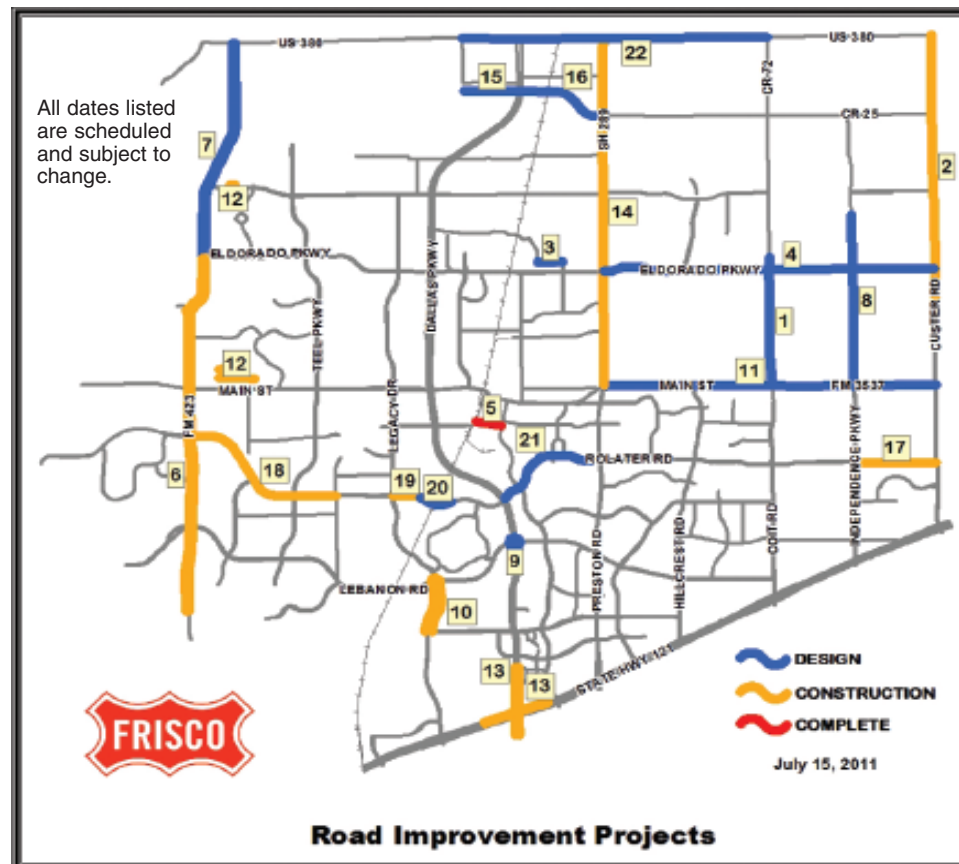 US 380
US 380
22
15
16
CR-72
All dates listed
are scheduled
and subject to
change.
CR-25
SH 289
7
2
12
14
3
ELDORADO PKWY
ELDORADO PKWY
4
DALLAS PKWY
8
1
CUSTER RD
TEEL PKWY
12
MAIN ST
11
MAIN ST
FM 3537
LEGACY DR
5
FM 423
21
ROLATER RD
17
6
18
19
20
INDEPENDENCE PKWY
COIT RD
HILLCREST RD
PRESTON RD
9
LEBANON RD
10
13
13
STATE HWY 121
DESIGN
CONSTRUCTION
COMPLETE
FRISCO
July 15, 2011
Road Improvement Projects